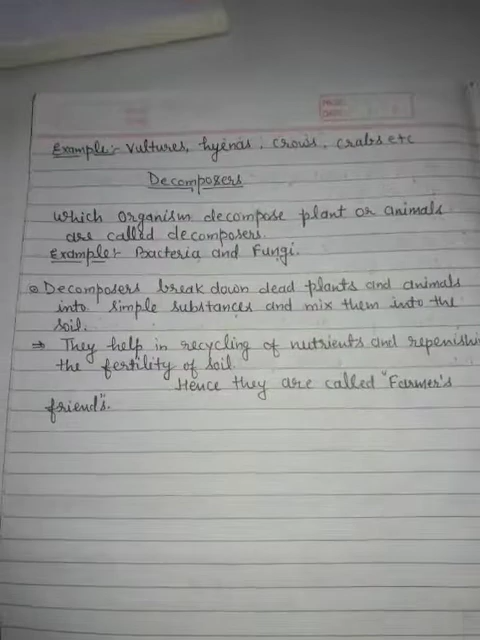 Example:- Vultures, hyenas, crows, crabs etc
Decomposers
Which organism decompose plant or animals
are called decomposers.
Example:- Bacteria and Fungi.
Decomposers break down dead plants and animals
into simple substances and mix them into the
soil.
⇒ They help in recycling of nutrients and repenishi
the fertility of soil.
Hence they are called "Farmer's
friends".